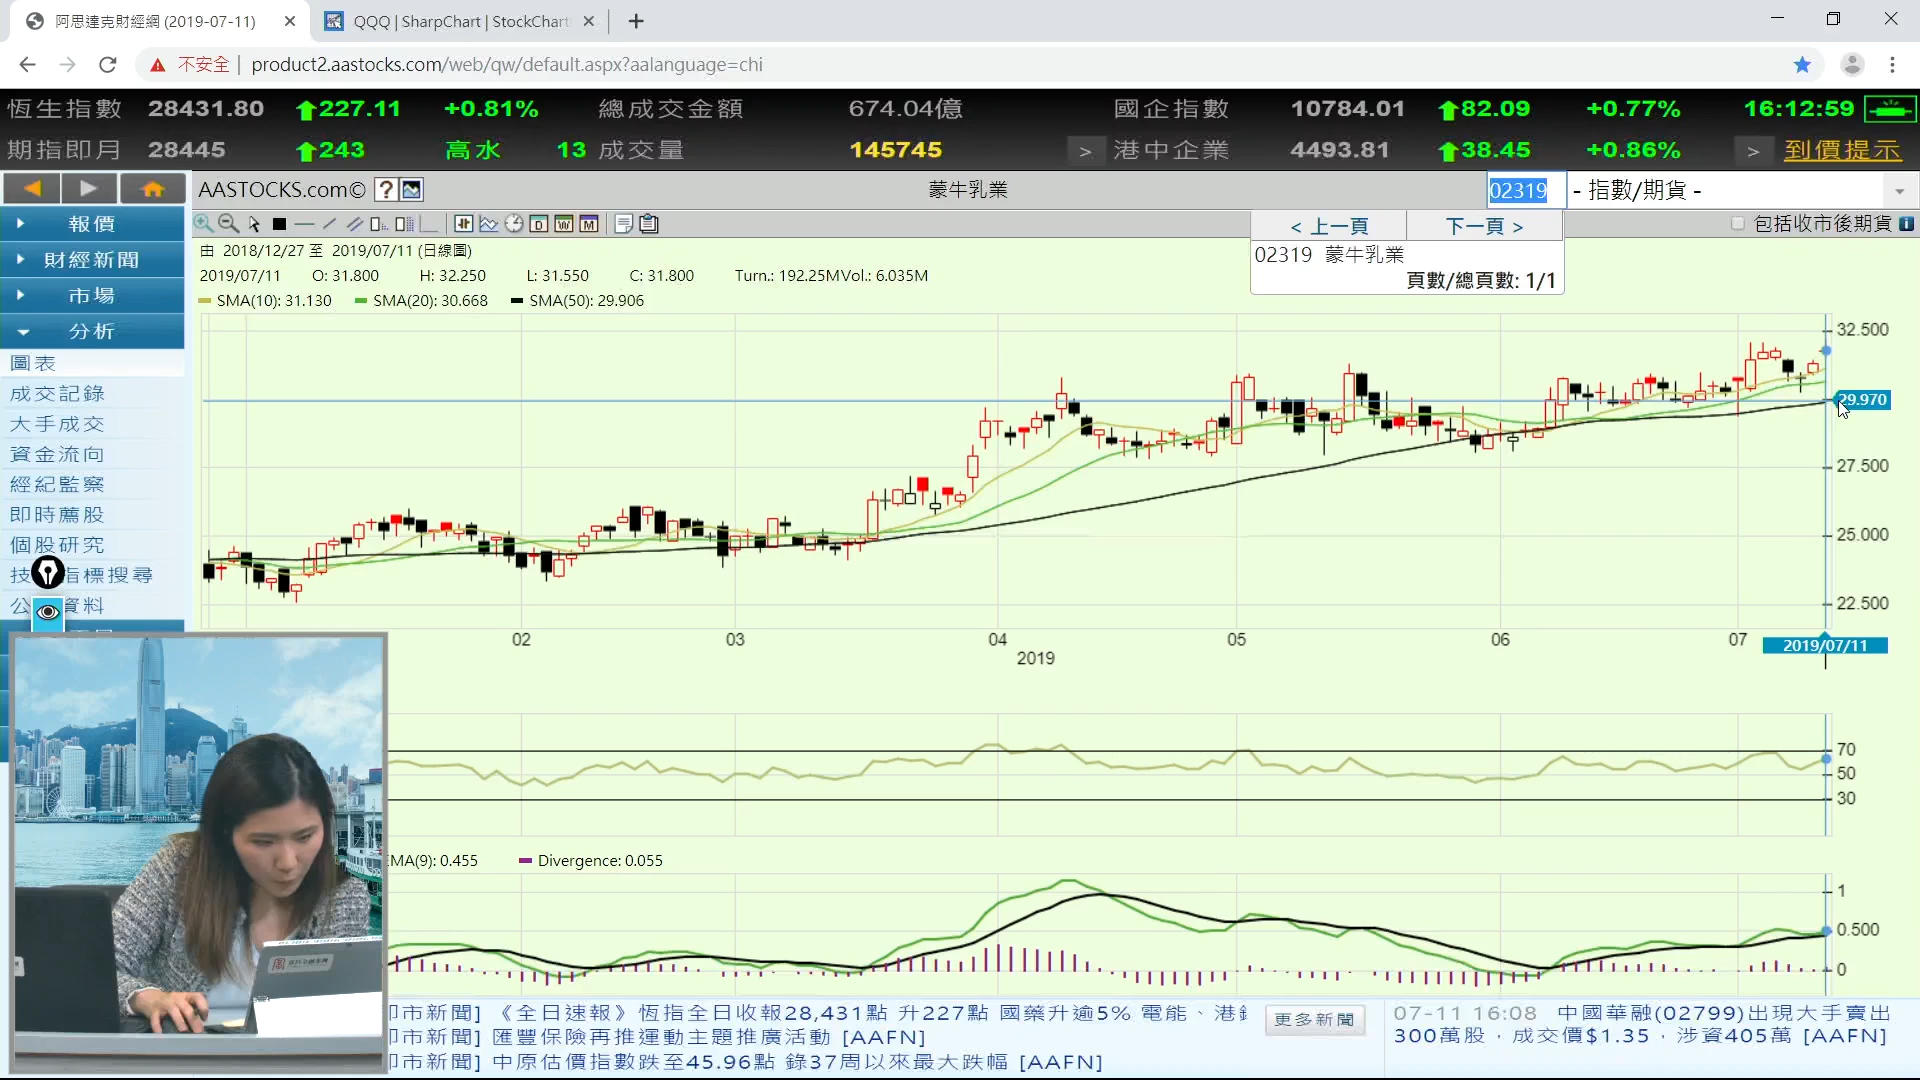 阿思達克財經網 (2019-07-11)
QQQ | SharpChart | StockChart
不安全 | product2.aastocks.com/web/qw/default.aspx?aalanguage=chi
恆生指數 28431.80 227.11 +0.81% 總成交金額 674.04億 國企指數 10784.01 82.09 +0.77% 16:12:59
期指即月 28445 243 高水 13 成交量 145745 > 港中企業 4493.81 38.45 +0.86% > 到價提示
AASTOCKS.com© ? 蒙牛乳業 02319 - 指數/期貨 -
報價
D W M
< 上一頁 下一頁 >
包括收市後期貨 i
02319 蒙牛乳業
頁數/總頁數: 1/1
財經新聞
由 2018/12/27 至 2019/07/11 (日線圖)
2019/07/11 O: 31.800 H: 32.250 L: 31.550 C: 31.800 Turn.: 192.25MVol.: 6.035M
SMA(10): 31.130 SMA(20): 30.668 SMA(50): 29.906
市場
分析
圖表
成交記錄
大手成交
資金流向
經紀監察
即時薦股
個股研究
技 指標搜尋
公 資料
32.500
29.970
27.500
25.000
22.500
02 03 04 05 06 07 2019/07/11
2019
70
50
30
EMA(9): 0.455 Divergence: 0.055
1
0.500
0
即市新聞] 《全日速報》恆指全日收報28,431點 升227點 國藥升逾5% 電能、港鐵
即市新聞] 匯豐保險再推運動主題推廣活動 [AAFN]
即市新聞] 中原估價指數跌至45.96點 錄37周以來最大跌幅 [AAFN]
更多新聞
07-11 16:08 中國華融(02799)出現大手賣出
300萬股，成交價$1.35，涉資405萬 [AAFN]